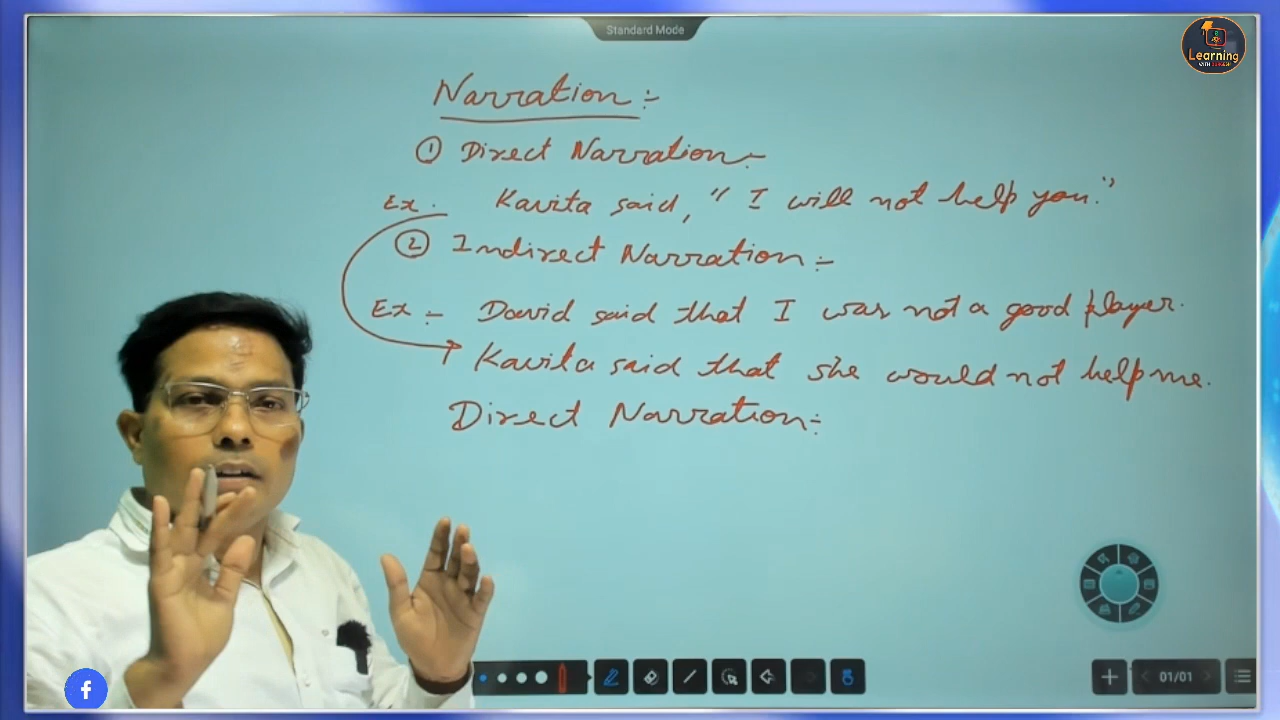 Standard Mode
Learning
Narration :-
① Direct Narration :-
Ex. Kavita said, "I will not help you."
② Indirect Narration :-
Ex :- David said that I was not a good player.
Kavita said that she would not help me.
Direct Narration :-
01/01